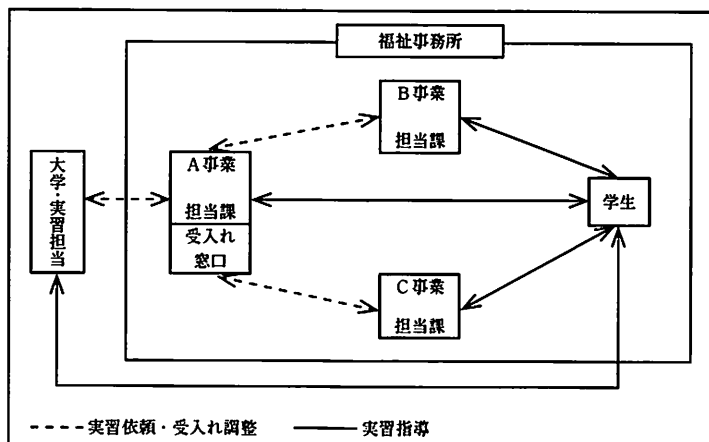 福祉事務所
B事業
担当課
A事業
担当課
受入れ
窓口
大学・実習担当
学生
C事業
担当課
実習依頼・受入れ調整
実習指導